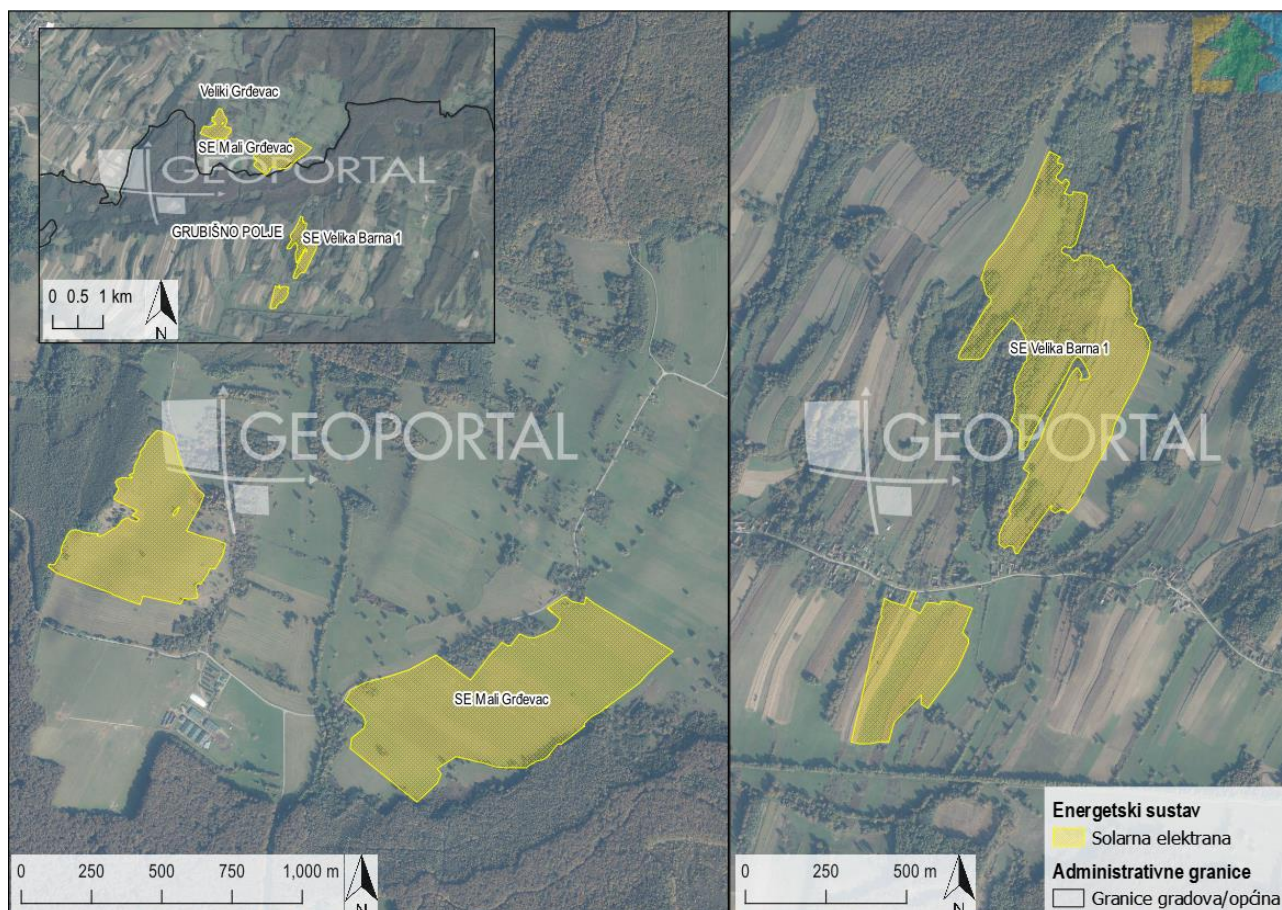 Veliki Grđevac
SE Mali Grđevac
GEOPORTAL
GRUBIŠNO POLJE
SE Velika Barna 1
0 0.5 1 km
N
GEOPORTAL
SE Mali Grđevac
0 250 500 750 1,000 m
N
SE Velika Barna 1
GEOPORTAL
0 250 500 m
N
Energetski sustav
Solarna elektrana
Administrativne granice
Granice gradova/općina